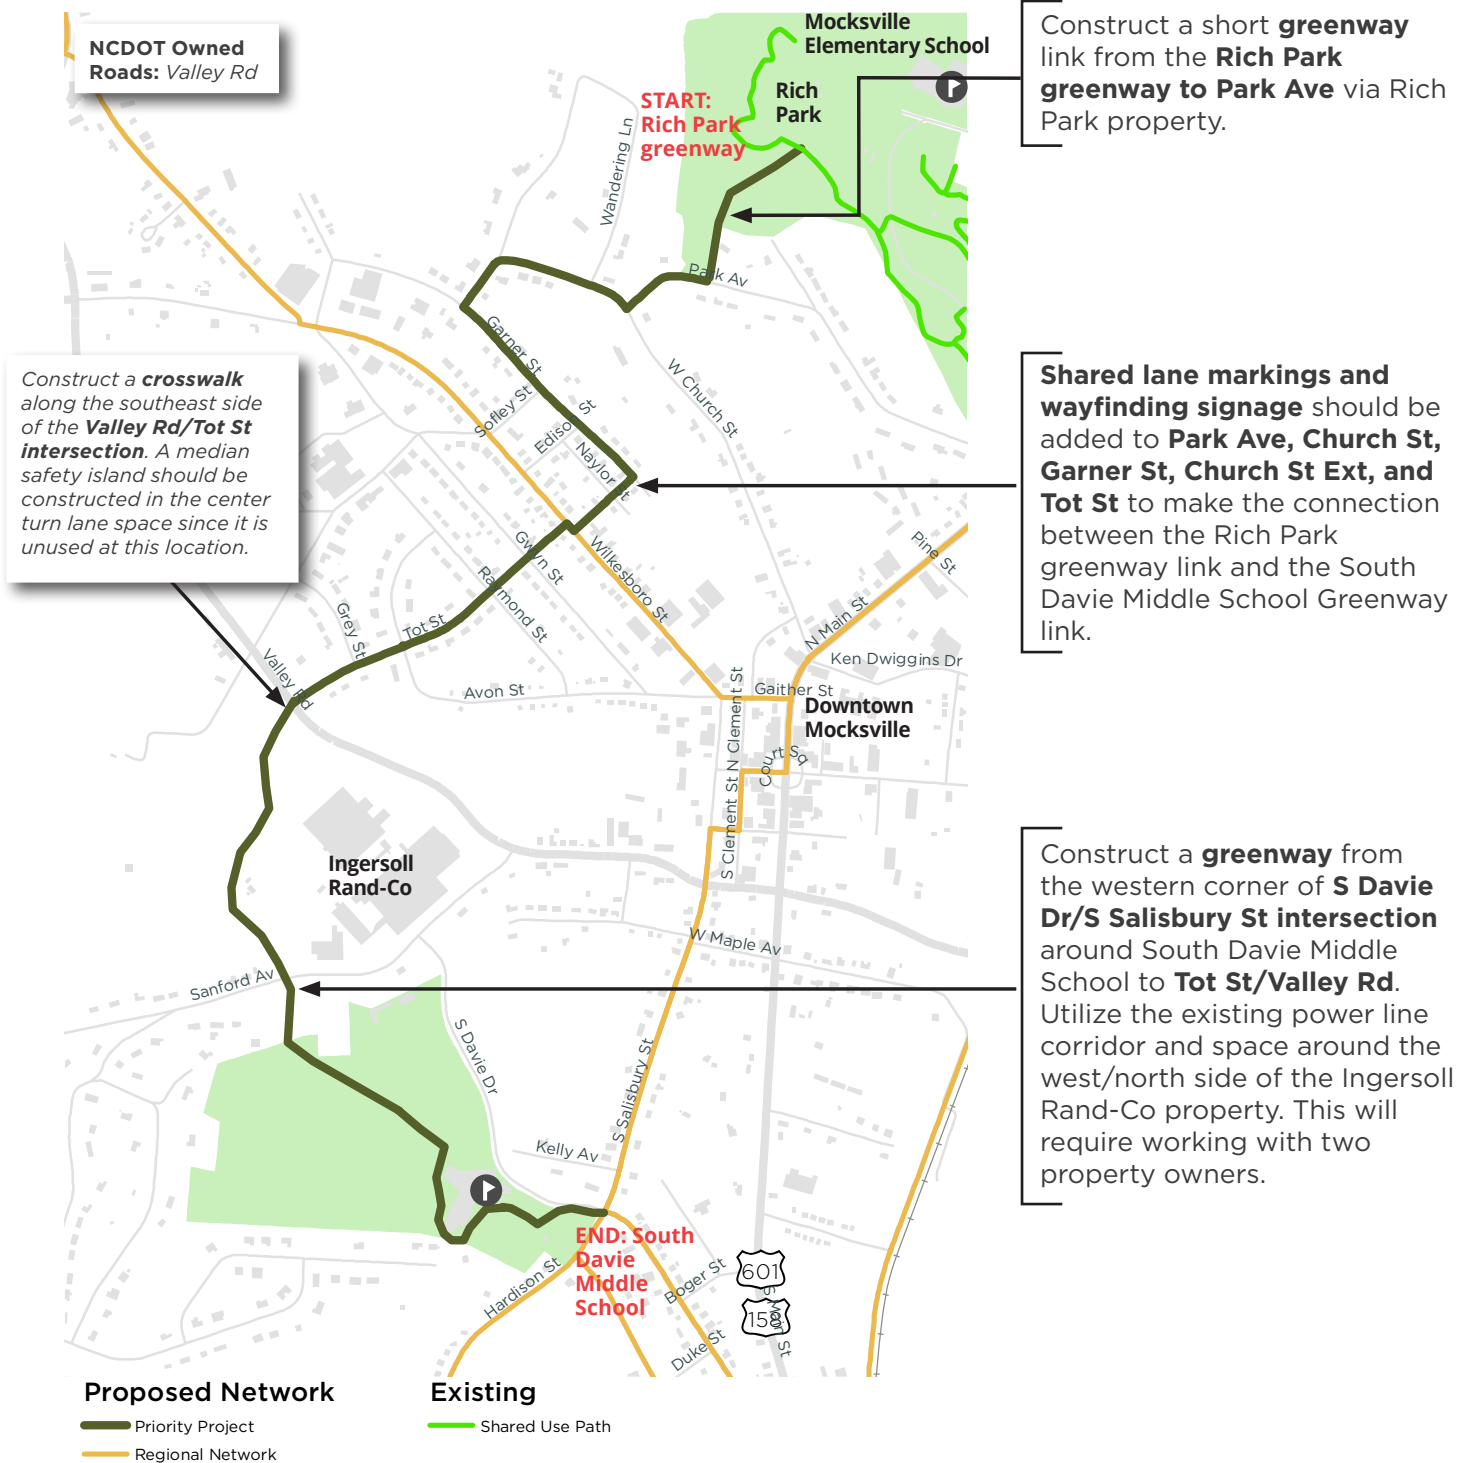 NCDOT Owned
Roads: Valley Rd
Mocksville
Elementary School
Rich
Park
START:
Rich Park
greenway
Wandering Ln
Park Av
Construct a short greenway
link from the Rich Park
greenway to Park Ave via Rich
Park property.
Construct a crosswalk
along the southeast side
of the Valley Rd/Tot St
intersection. A median
safety island should be
constructed in the center
turn lane space since it is
unused at this location.
Garner St
Sofley St
Ediso St
Naylor St
W Church St
Shared lane markings and
wayfinding signage should be
added to Park Ave, Church St,
Garner St, Church St Ext, and
Tot St to make the connection
between the Rich Park
greenway link and the South
Davie Middle School Greenway
link.
Gwyn St
Raymond St
Wilkesboro St
Pine St
N Main St
Ken Dwiggins Dr
Grey St
Tot St
Valley Rd
Avon St
Gaither St
Downtown
Mocksville
N Clement St
S Clement St
Court Sq
Ingersoll
Rand-Co
W Maple Av
Sanford Av
S Davie Dr
S Salisbury St
Kelly Av
Construct a greenway from
the western corner of S Davie
Dr/S Salisbury St intersection
around South Davie Middle
School to Tot St/Valley Rd.
Utilize the existing power line
corridor and space around the
west/north side of the Ingersoll
Rand-Co property. This will
require working with two
property owners.
END: South
Davie
Middle
School
Hardison St
Boger St
Duke St
601
158
S Main St
Proposed Network
Priority Project
Regional Network
Existing
Shared Use Path